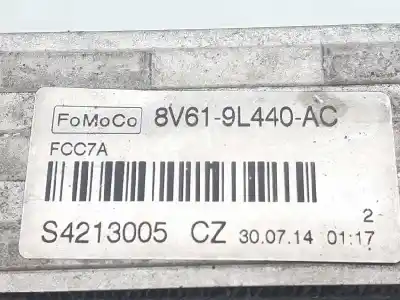 FoMoCo 8V61-9L440-AC
FCC7A
2
S4213005 CZ 30.07.14 01:17